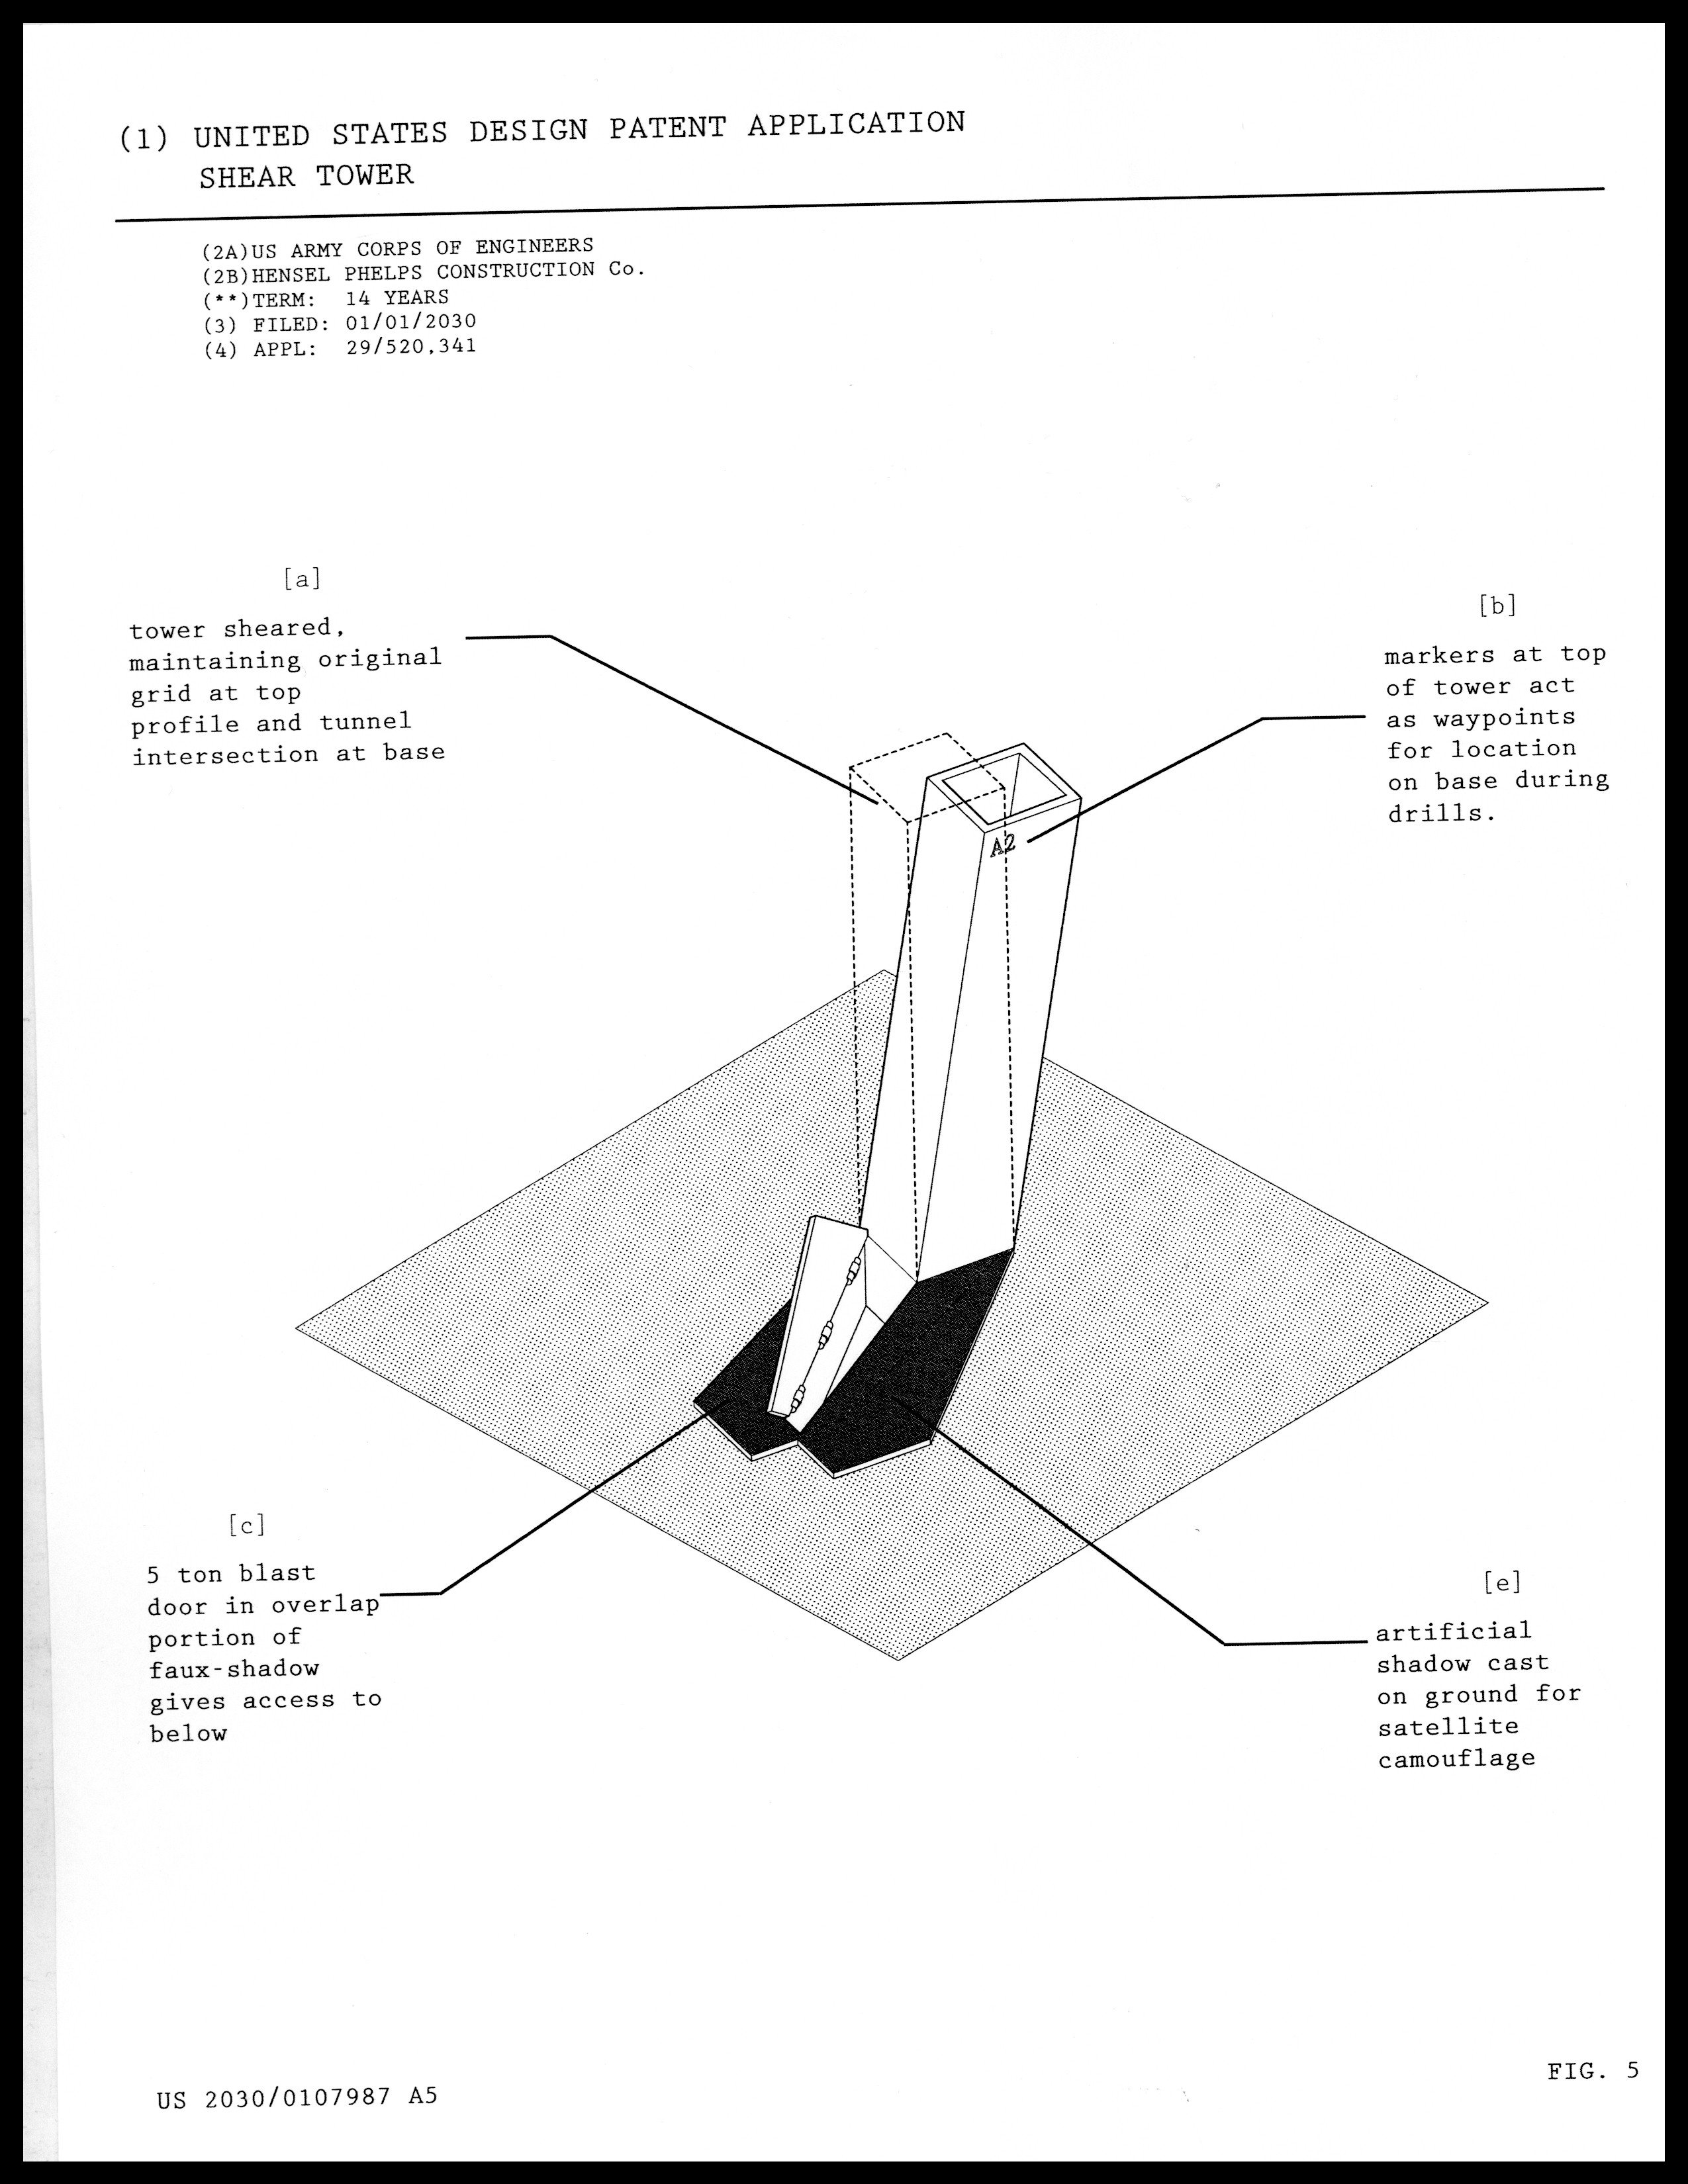 (1) UNITED STATES DESIGN PATENT APPLICATION
SHEAR TOWER
(2A)US ARMY CORPS OF ENGINEERS
(2B)HENSEL PHELPS CONSTRUCTION Co.
(**)TERM: 14 YEARS
(3) FILED: 01/01/2030
(4) APPL: 29/520,341
[a]
tower sheared,
maintaining original
grid at top
profile and tunnel
intersection at base
[b]
markers at top
of tower act
as waypoints
for location
on base during
drills.
A2
[c]
5 ton blast
door in overlap
portion of
faux-shadow
gives access to
below
[e]
artificial
shadow cast
on ground for
satellite
camouflage
US 2030/0107987 A5
FIG. 5